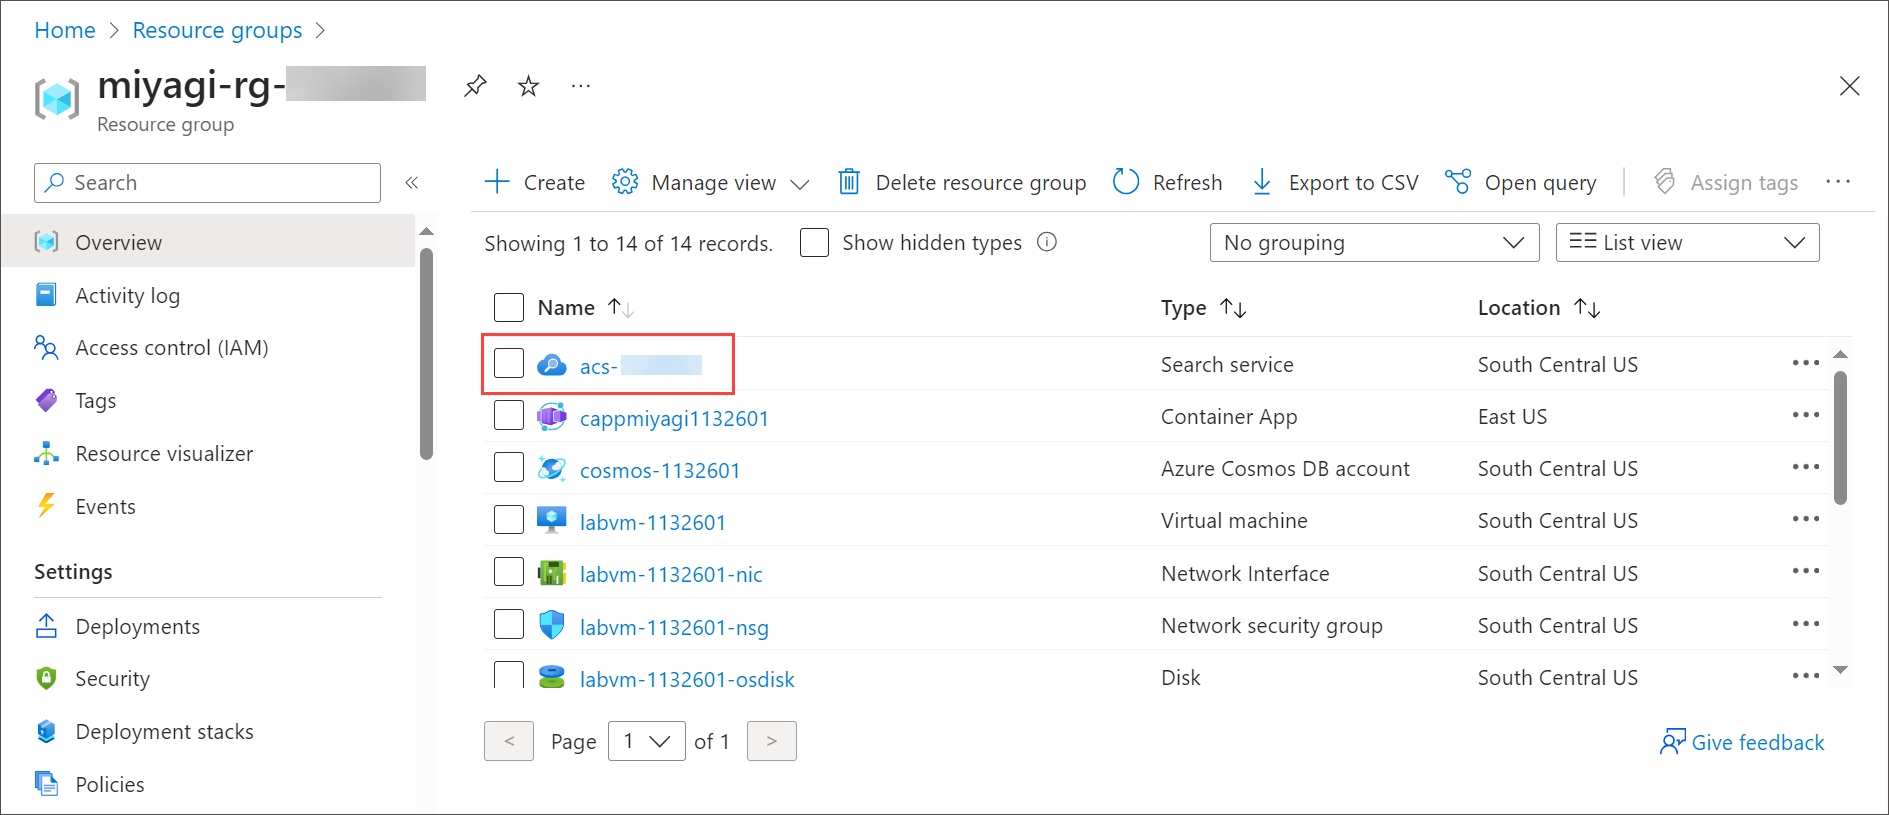 Home > Resource groups >
miyagi-rg-
Resource group
Search
«
Create Manage view Delete resource group Refresh Export to CSV Open query Assign tags ...
Overview
Activity log
Access control (IAM)
Tags
Resource visualizer
Events
Settings
Deployments
Security
Deployment stacks
Policies
Showing 1 to 14 of 14 records. Show hidden types No grouping List view
Name Type Location
acs- Search service South Central US
cappmiyagi1132601 Container App East US
cosmos-1132601 Azure Cosmos DB account South Central US
labvm-1132601 Virtual machine South Central US
labvm-1132601-nic Network Interface South Central US
labvm-1132601-nsg Network security group South Central US
labvm-1132601-osdisk Disk South Central US
< Page 1 of 1 >
Give feedback